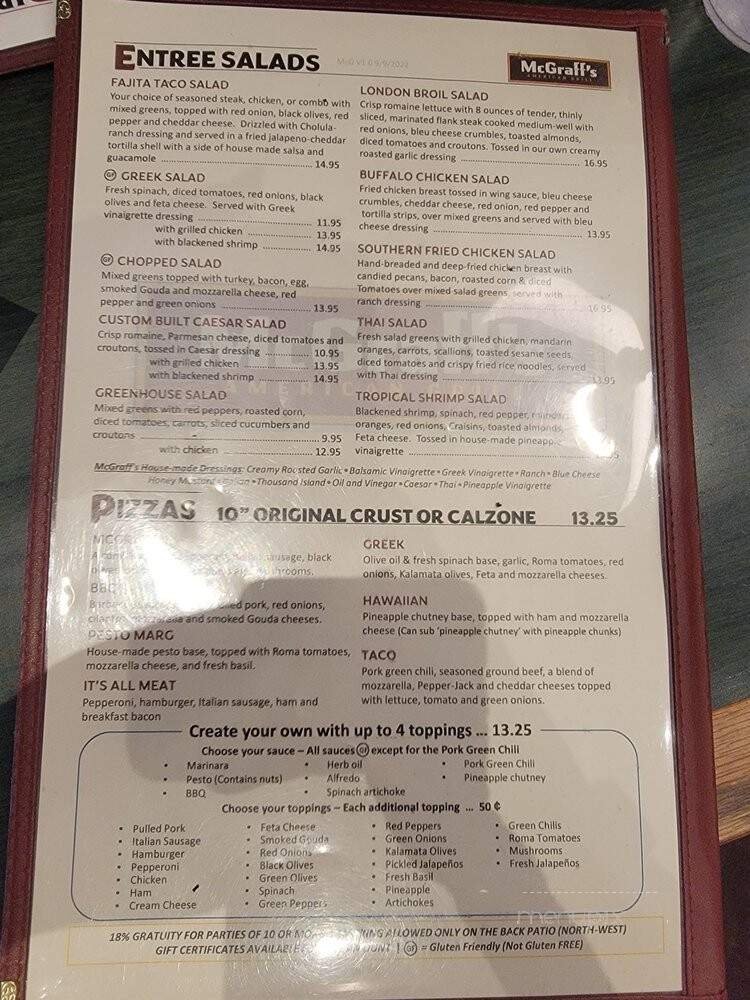 ENTREE SALADS
McG V1.0 9/9/2022
McGraff's
AMERICAN GRILL
FAJITA TACO SALAD
Your choice of seasoned steak, chicken, or combo with
mixed greens, topped with red onion, black olives, red
pepper and cheddar cheese. Drizzled with Cholula-
ranch dressing and served in a fried jalapeno-cheddar
tortilla shell with a side of house made salsa and
guacamole ........ 14.95
GF GREEK SALAD
Fresh spinach, diced tomatoes, red onions, black
olives and feta cheese. Served with Greek
vinaigrette dressing ........ 11.95
with grilled chicken ........ 13.95
with blackened shrimp ........ 14.95
GF CHOPPED SALAD
Mixed greens topped with turkey, bacon, egg,
smoked Gouda and mozzarella cheese, red
pepper and green onions ........ 13.95
CUSTOM BUILT CAESAR SALAD
Crisp romaine, Parmesan cheese, diced tomatoes and
croutons, tossed in Caesar dressing ........ 10.95
with grilled chicken ........ 13.95
with blackened shrimp ........ 14.95
GREENHOUSE SALAD
Mixed greens with red peppers, roasted corn,
diced tomatoes, carrots, sliced cucumbers and
croutons ........ 9.95
with chicken ........ 12.95
LONDON BROIL SALAD
Crisp romaine lettuce with 8 ounces of tender, thinly
sliced, marinated flank steak cooked medium-well with
red onions, bleu cheese crumbles, toasted almonds,
diced tomatoes and croutons. Tossed in our own creamy
roasted garlic dressing ........ 16.95
BUFFALO CHICKEN SALAD
Fried chicken breast tossed in wing sauce, bleu cheese
crumbles, cheddar cheese, red onion, red pepper and
tortilla strips, over mixed greens and served with bleu
cheese dressing ........ 13.95
SOUTHERN FRIED CHICKEN SALAD
Hand-breaded and deep-fried chicken breast with
candied pecans, bacon, roasted corn & diced
Tomatoes over mixed salad greens, served with
ranch dressing ........ 16.95
THAI SALAD
Fresh salad greens with grilled chicken, mandarin
oranges, carrots, scallions, toasted sesame seeds,
diced tomatoes and crispy fried rice noodles, served
with Thai dressing ........ 13.95
TROPICAL SHRIMP SALAD
Blackened shrimp, spinach, red pepper,
oranges, red onions, Craisins, toasted almonds,
Feta cheese. Tossed in house-made
vinaigrette
McGraff's House-made Dressings: Creamy Roasted Garlic • Balsamic Vinaigrette • Greek Vinaigrette • Ranch • Blue Cheese
Honey Mustard • Italian • Thousand Island • Oil and Vinegar • Caesar • Thai • Pineapple Vinaigrette
PIZZAS 10" ORIGINAL CRUST OR CALZONE 13.25
sausage, black
BBQ
pork, red onions,
mozzarella and smoked Gouda cheeses.
PESTO MARG
House-made pesto base, topped with Roma tomatoes,
mozzarella cheese, and fresh basil.
IT'S ALL MEAT
Pepperoni, hamburger, Italian sausage, ham and
breakfast bacon
GREEK
Olive oil & fresh spinach base, garlic, Roma tomatoes, red
onions, Kalamata olives, Feta and mozzarella cheeses.
HAWAIIAN
Pineapple chutney base, topped with ham and mozzarella
cheese (Can sub 'pineapple chutney' with pineapple chunks)
TACO
Pork green chili, seasoned ground beef, a blend of
mozzarella, Pepper-Jack and cheddar cheeses topped
with lettuce, tomato and green onions.
Create your own with up to 4 toppings ... 13.25
Choose your sauce – All sauces GF except for the Pork Green Chili
• Marinara
• Pesto (Contains nuts)
• BBQ
• Herb oil
• Alfredo
• Spinach artichoke
• Pork Green Chili
• Pineapple chutney
Choose your toppings – Each additional topping ... 50 ¢
• Pulled Pork
• Italian Sausage
• Hamburger
• Pepperoni
• Chicken
• Ham
• Cream Cheese
• Feta Cheese
• Smoked Gouda
• Red Onions
• Black Olives
• Green Olives
• Spinach
• Green Peppers
• Red Peppers
• Green Onions
• Kalamata Olives
• Pickled Jalapeños
• Fresh Basil
• Pineapple
• Artichokes
• Green Chilis
• Roma Tomatoes
• Mushrooms
• Fresh Jalapeños
18% GRATUITY FOR PARTIES OF 10 OR ALLOWED ONLY ON THE BACK PATIO (NORTH-WEST)
GIFT CERTIFICATES AVAILABLE | GF = Gluten Friendly (Not Gluten FREE)